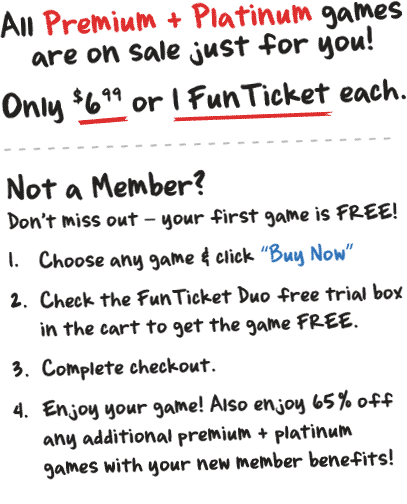 All Premium + Platinum games
are on sale just for you!
Only $6.99 or 1 FunTicket each.
Not a Member?
Don't miss out – your first game is FREE!
1. Choose any game & click "Buy Now"
2. Check the FunTicket Duo free trial box
in the cart to get the game FREE.
3. Complete checkout.
4. Enjoy your game! Also enjoy 65% off
any additional premium + platinum
games with your new member benefits!